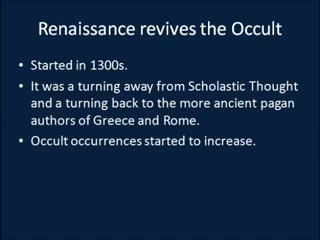 Renaissance revives the Occult
• Started in 1300s.
• It was a turning away from Scholastic Thought
and a turning back to the more ancient pagan
authors of Greece and Rome.
• Occult occurrences started to increase.